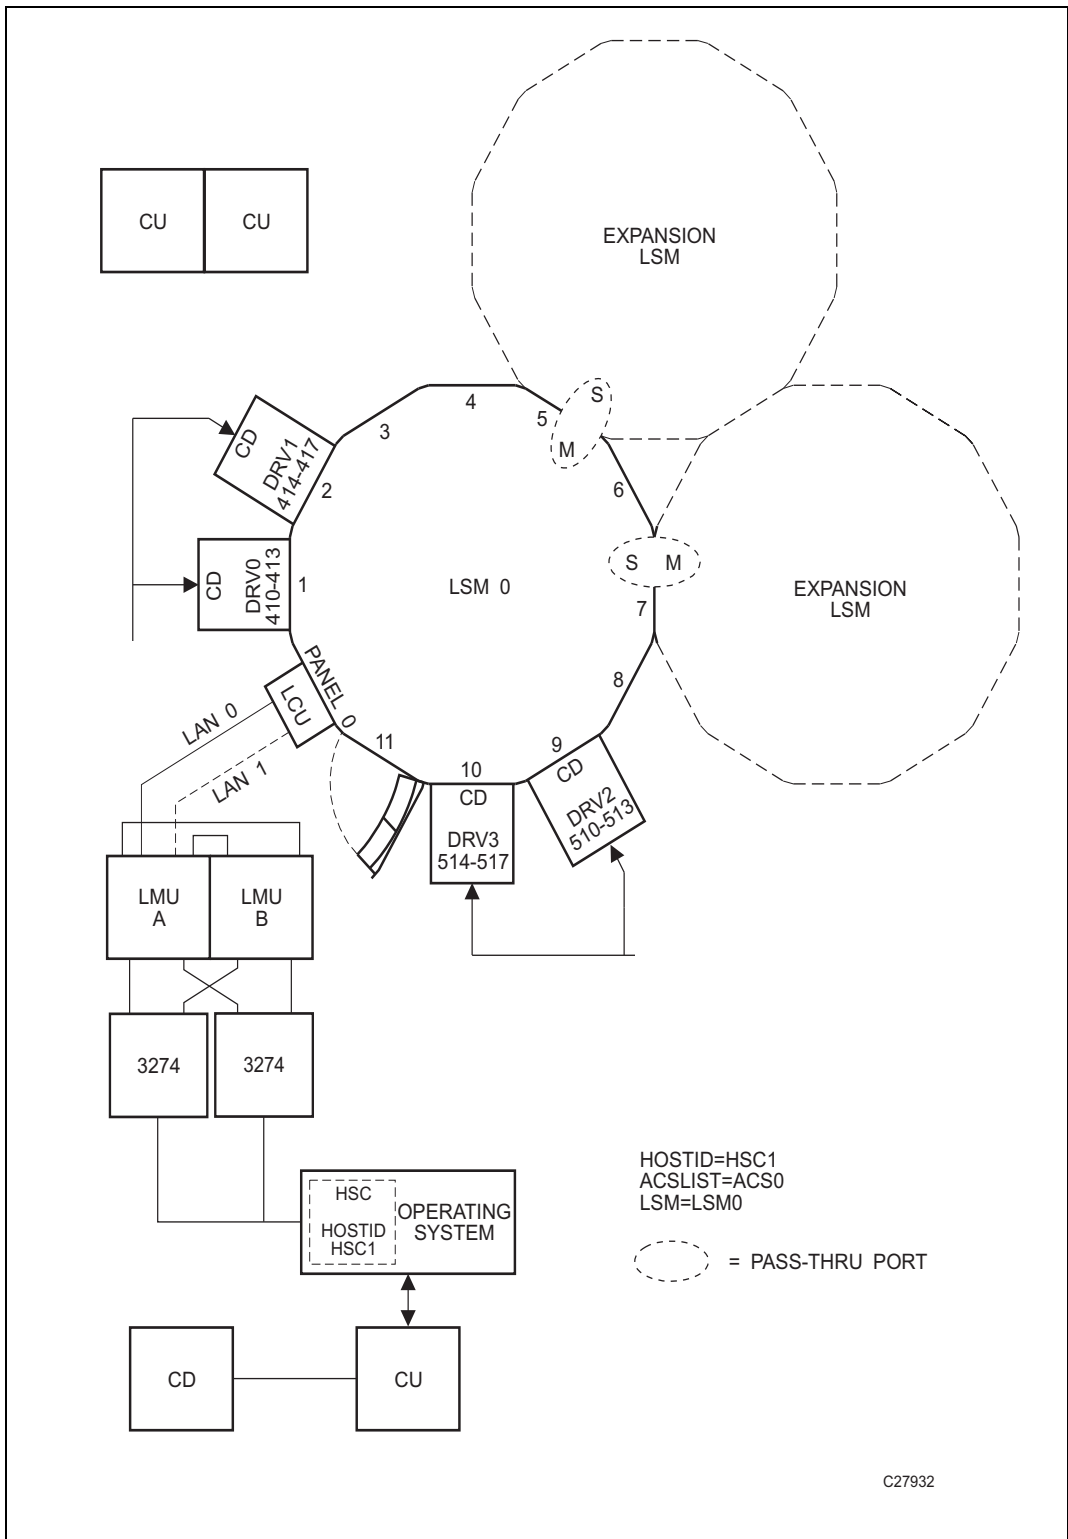 EXPANSION
LSM
CU
CU
4
S
5
3
M
CD
DRV1
414-417
2
6
S M
CD
DRV0
410-413
1
LSM 0
EXPANSION
LSM
7
PANEL 0
LCU
8
LAN 0
11
9
LAN 1
10
CD
CD
DRV2
510-513
DRV3
514-517
LMU
A
LMU
B
3274
3274
HOSTID=HSC1
ACSLIST=ACS0
LSM=LSM0
HSC
HOSTID
HSC1
OPERATING
SYSTEM
= PASS-THRU PORT
CD
CU
C27932